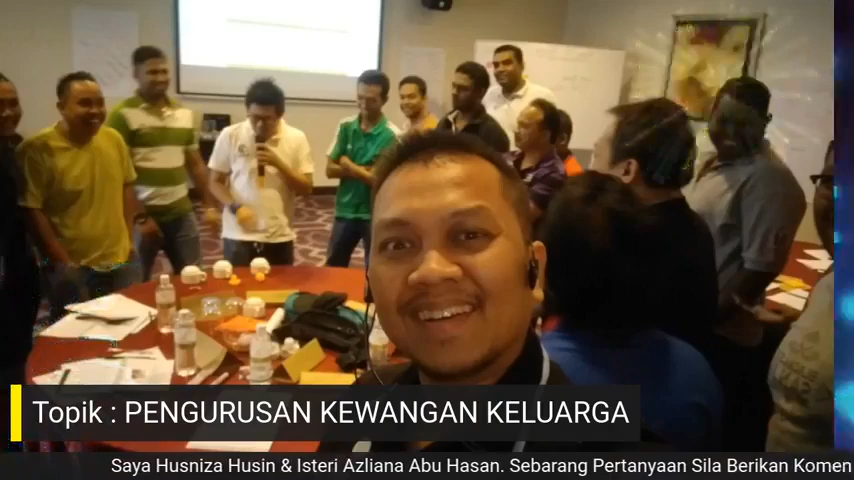 Topik : PENGURUSAN KEWANGAN KELUARGA
Saya Husniza Husin & Isteri Azliana Abu Hasan. Sebarang Pertanyaan Sila Berikan Komen